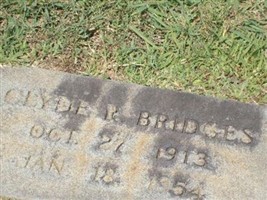 CLYDE R BRIDGES
OCT. 27 1913
JAN 18 1954